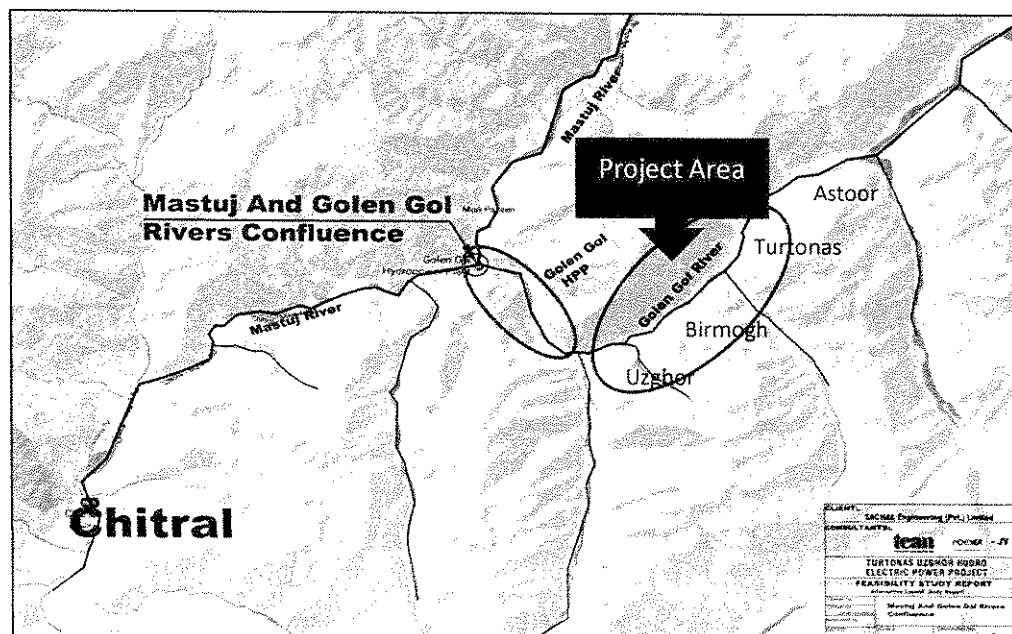 Mastuj River
Project Area
Astoor
Mastuj And Golen Gol
Rivers Confluence
Turtonas
Golen Gol
HPP
Golen Gol River
Mastuj River
Birmogh
Uzghor
Chitral
CLIENT:
SACHAL Engineering (Pvt.) Limited
CONSULTANTS:
team
TURTONAS UZGHOR HYDRO
ELECTRIC POWER PROJECT
FEASIBILITY STUDY REPORT
Mastuj And Golen Gol Rivers
Confluence